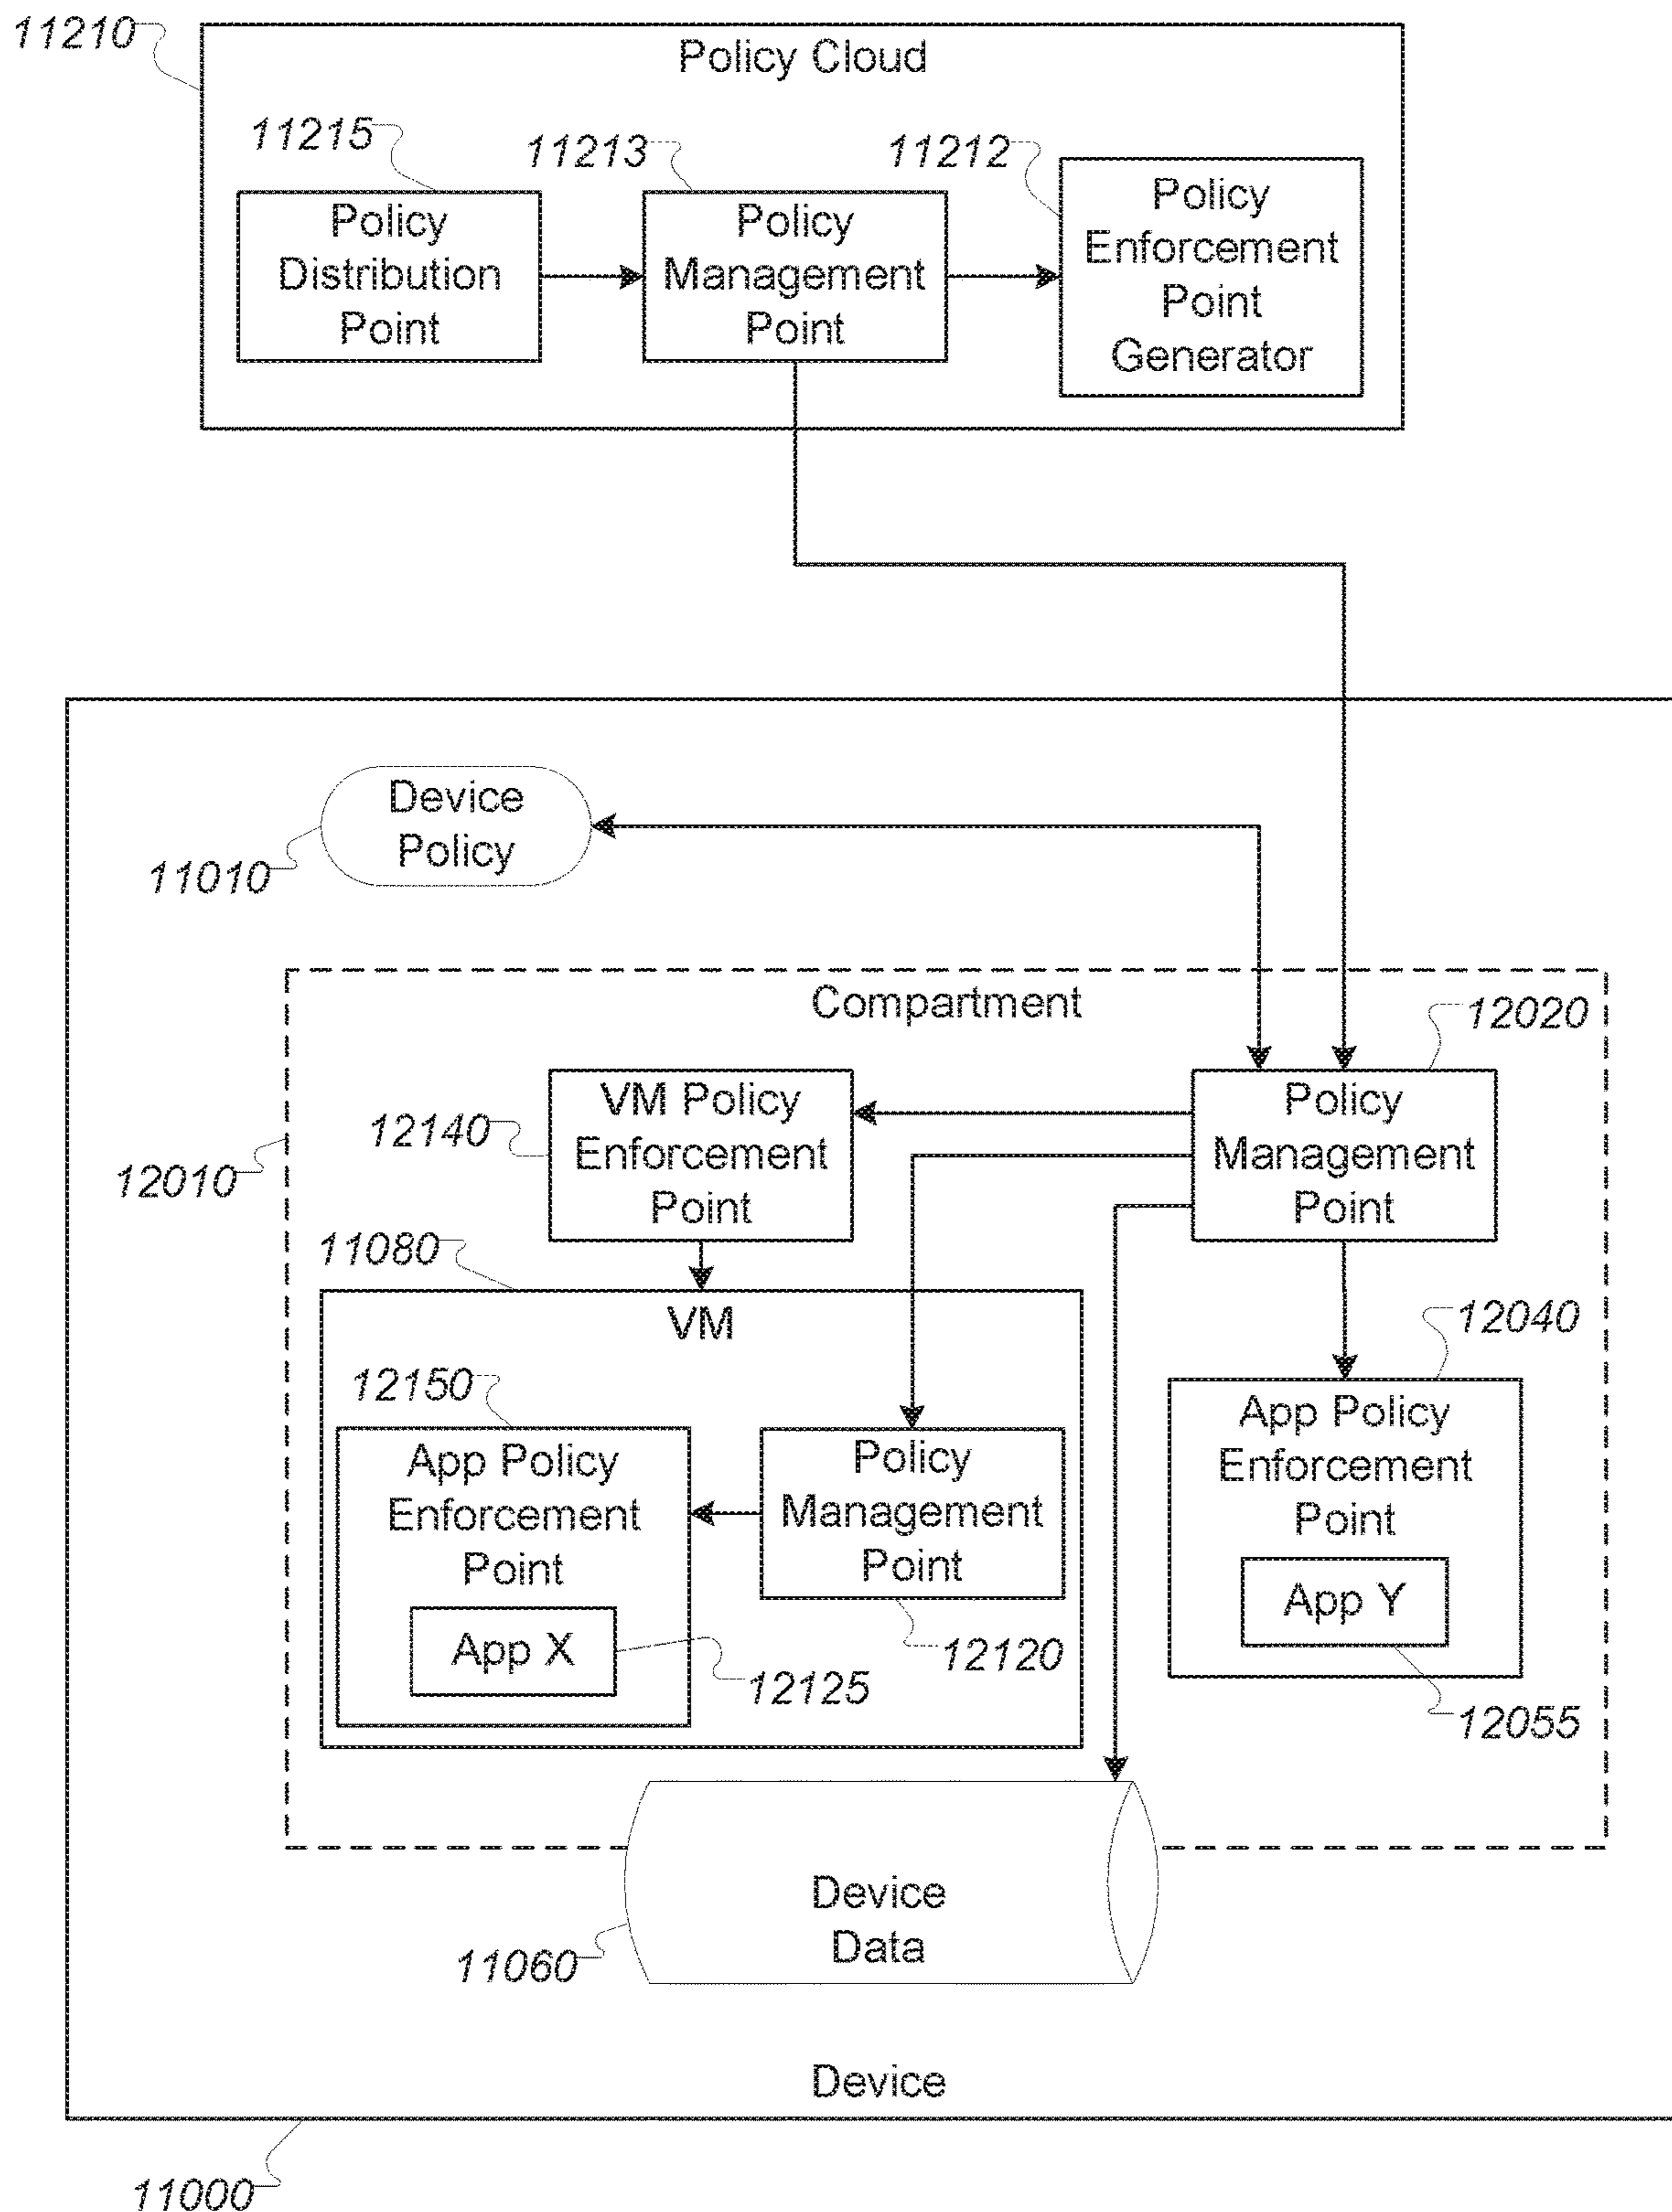 11210
Policy Cloud
11215
11213
11212
Policy
Distribution
Point
Policy
Management
Point
Policy
Enforcement
Point
Generator
Device
Policy
11010
Compartment
12020
VM Policy
Enforcement
Point
12140
Policy
Management
Point
12010
11080
VM
12040
12150
App Policy
Enforcement
Point
App X
Policy
Management
Point
App Policy
Enforcement
Point
App Y
12120
12125
12055
Device
Data
11060
Device
11000